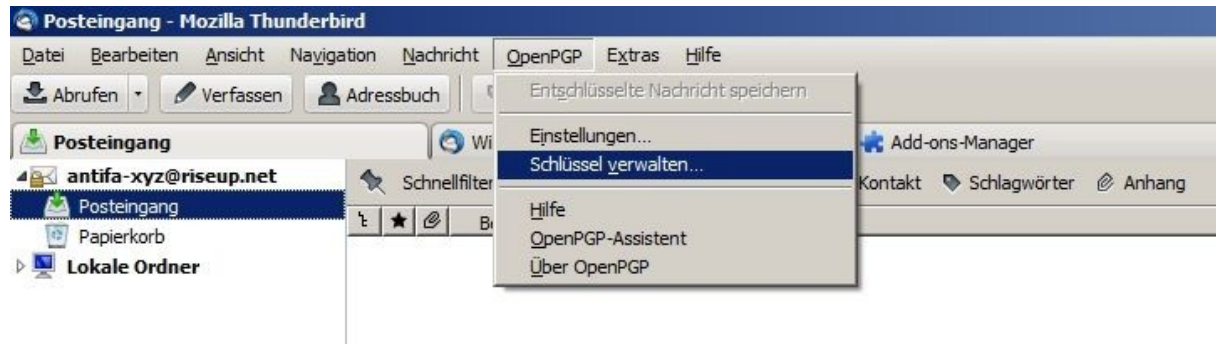 Posteingang - Mozilla Thunderbird
Datei Bearbeiten Ansicht Navigation Nachricht OpenPGP Extras Hilfe
Abrufen Verfassen Adressbuch
Entschlüsselte Nachricht speichern
Einstellungen...
Schlüssel verwalten...
Hilfe
OpenPGP-Assistent
Über OpenPGP
Posteingang Add-ons-Manager
antifa-xyz@riseup.net
Posteingang
Papierkorb
Lokale Ordner
Schnellfilter Kontakt Schlagwörter Anhang